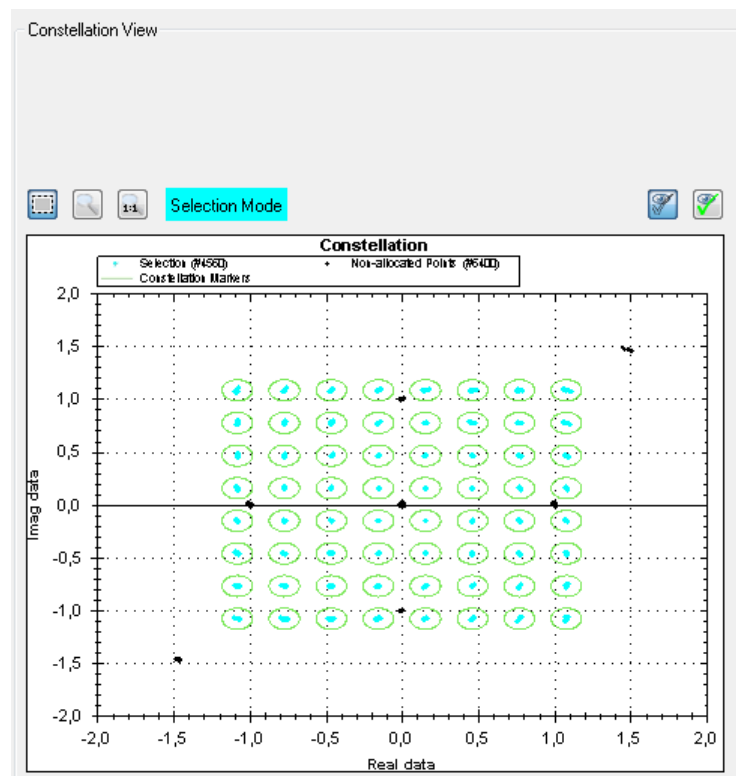 Constellation View
1:1
Selection Mode
Constellation
Selection (#4560)
Non-allocated Points (#6400)
Constellation Markers
2,0
1,5
1,0
0,5
0,0
-0,5
-1,0
-1,5
-2,0
Imag data
-2,0 -1,5 -1,0 -0,5 0,0 0,5 1,0 1,5 2,0
Real data